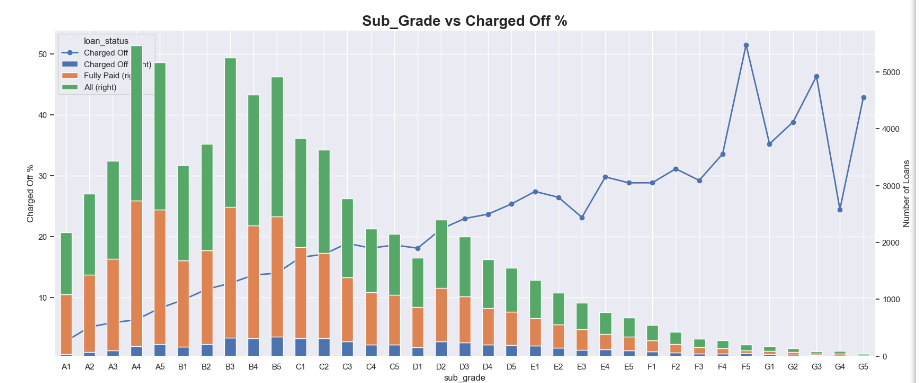 Sub_Grade vs Charged Off %
loan_status
Charged Off
Charged Off
Fully Paid
All (right)
50
40
30
20
10
Charged Off %
5000
4000
3000
2000
1000
0
Number of Loans
A1 A2 A3 A4 A5 B1 B2 B3 B4 B5 C1 C2 C3 C4 C5 D1 D2 D3 D4 D5 E1 E2 E3 E4 E5 F1 F2 F3 F4 F5 G1 G2 G3 G4 G5
sub_grade